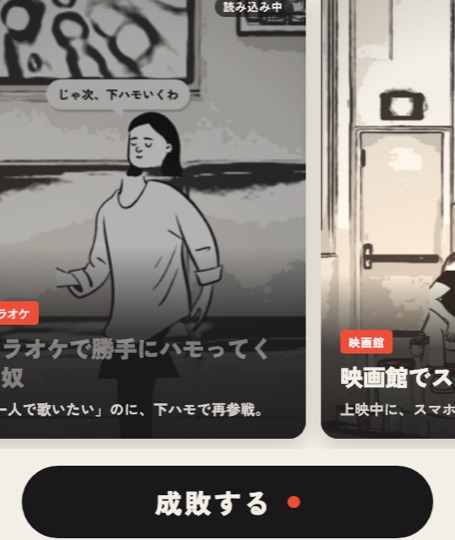 読み込み中
じゃ次、下ハモいくわ
ラオケ
ラオケで勝手にハモってく
奴
一人で歌いたい」のに、下ハモで再参戦。
映画館
映画館でス
上映中に、スマホ
成敗する